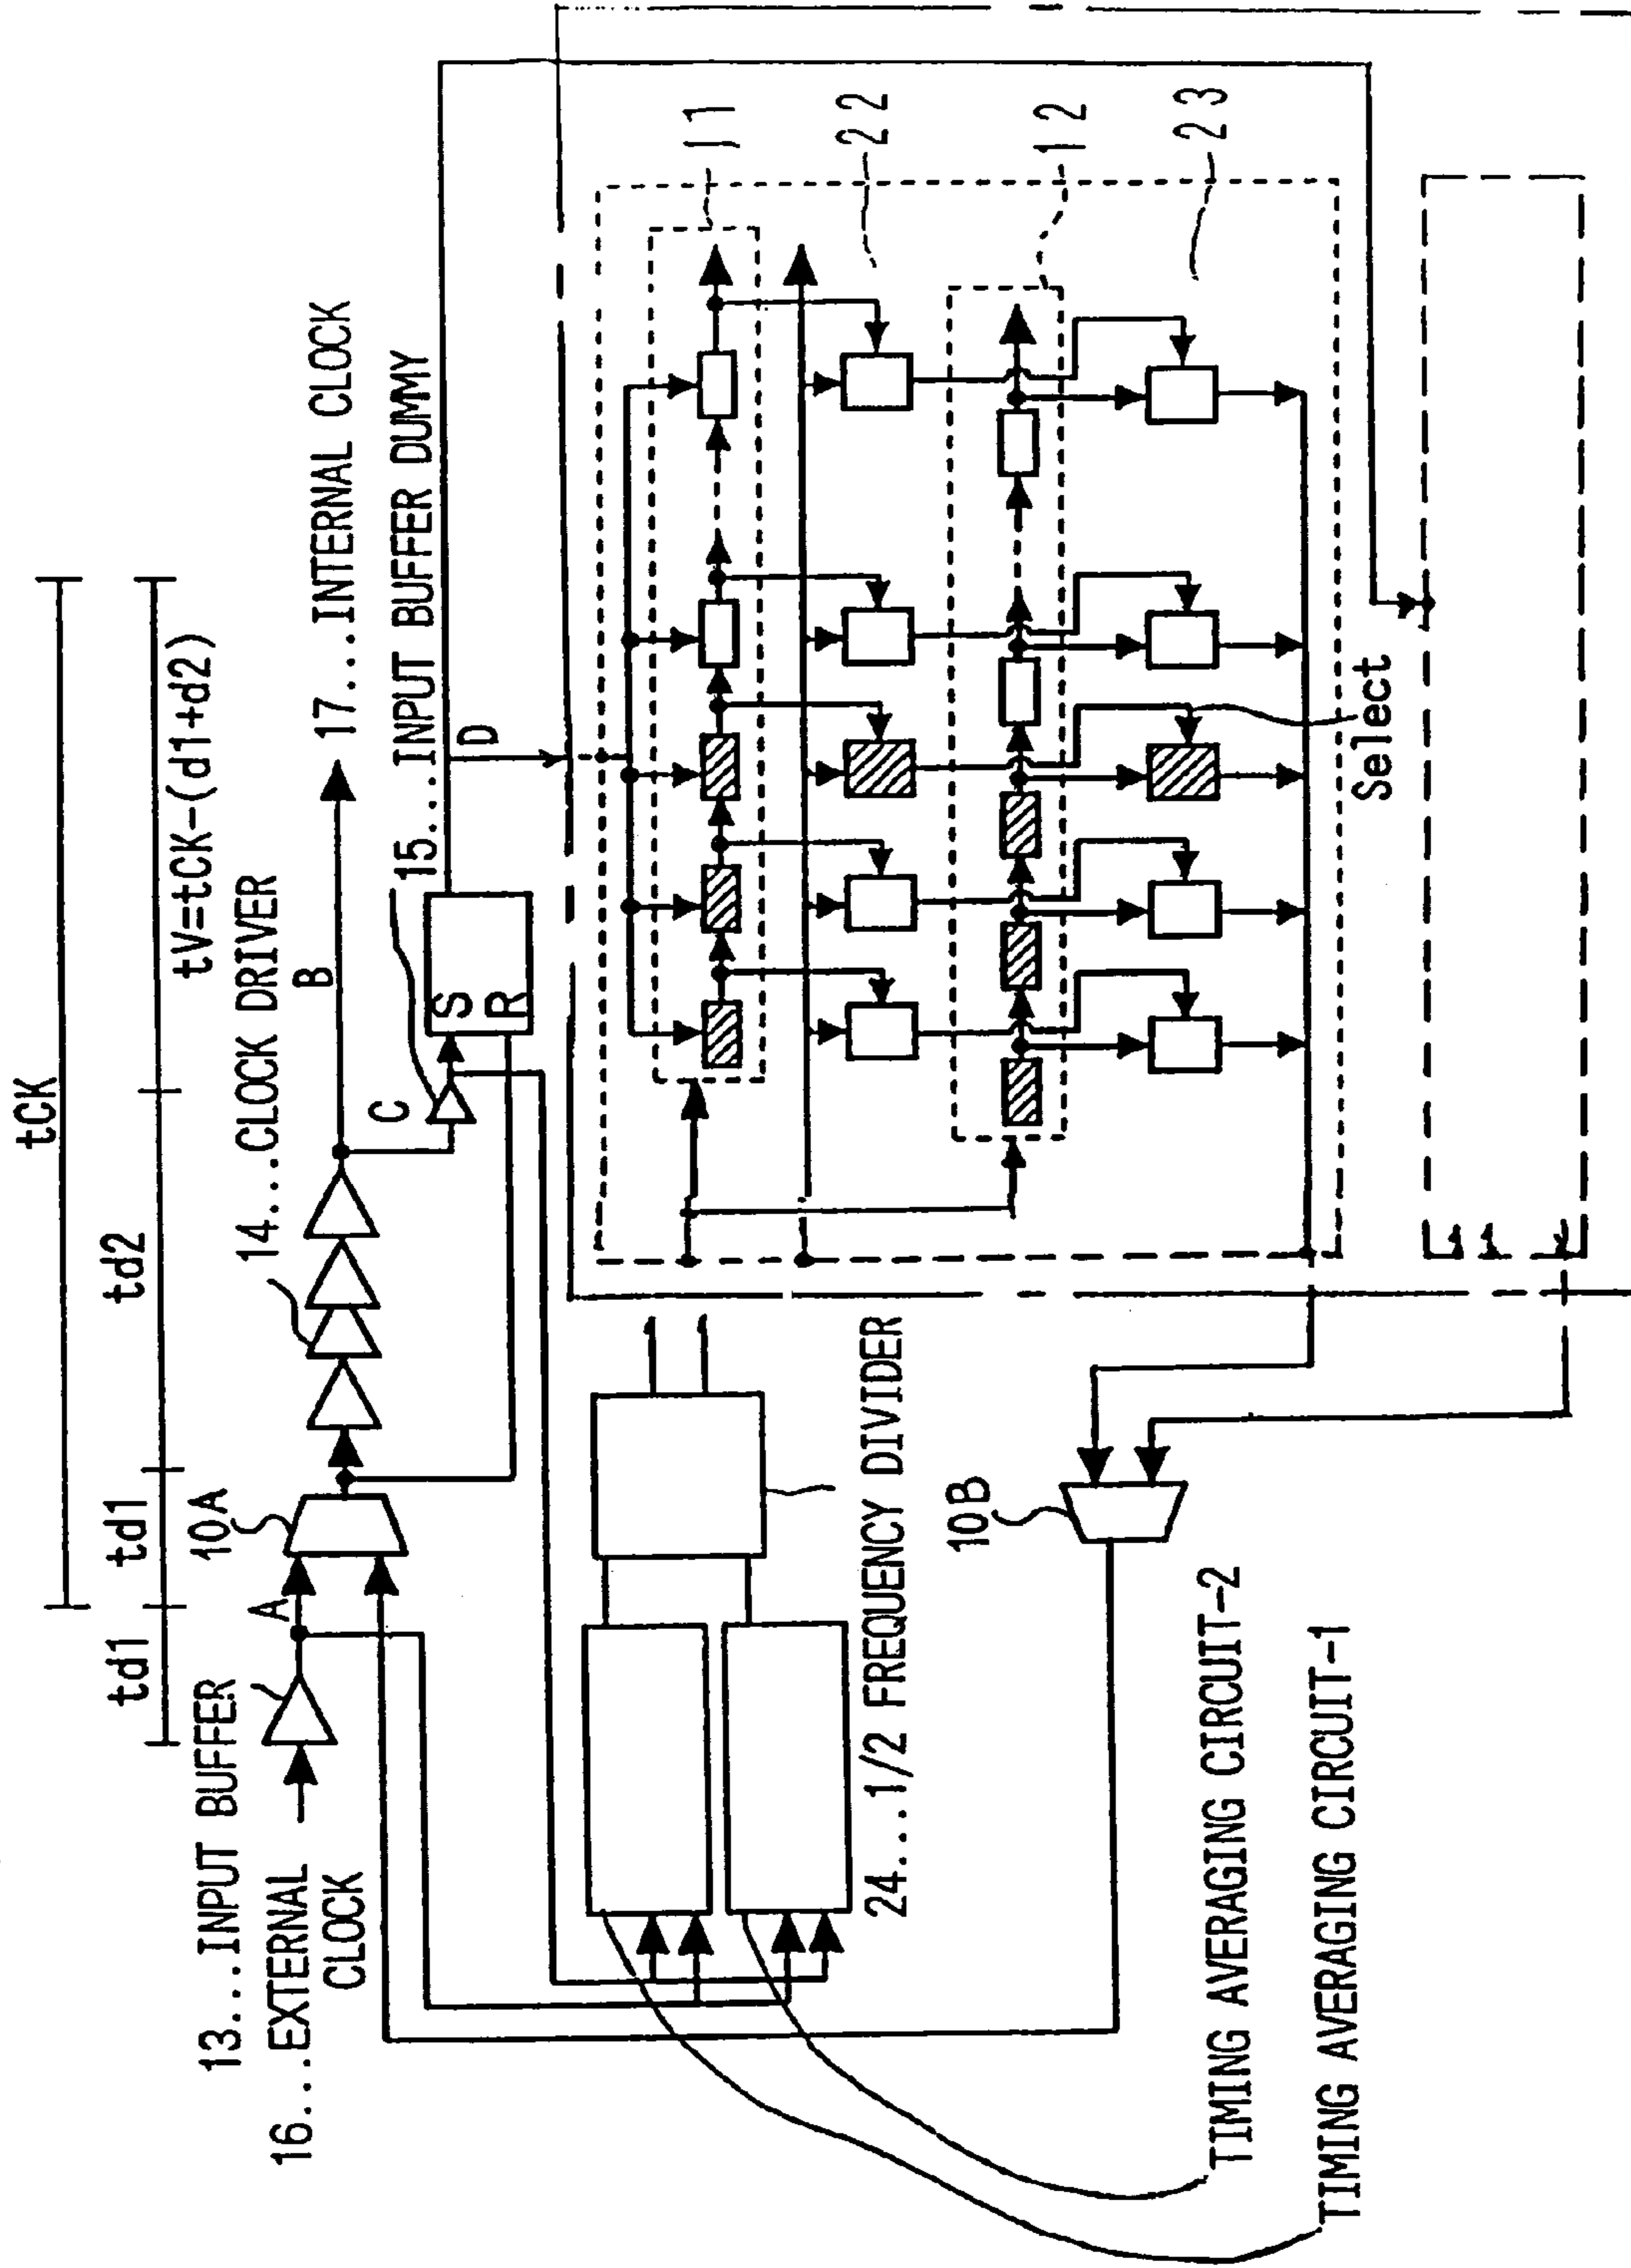 tCK
td1
td1
td2
tV=tCK-(d1+d2)
13...INPUT BUFFER
10A
14...CLOCK DRIVER
16...EXTERNAL
CLOCK
A
B
17...INTERNAL CLOCK
C
15...INPUT BUFFER DUMMY
S
R
D
11
22
12
23
Select
24...1/2 FREQUENCY DIVIDER
10B
TIMING AVERAGING CIRCUIT-2
TIMING AVERAGING CIRCUIT-1